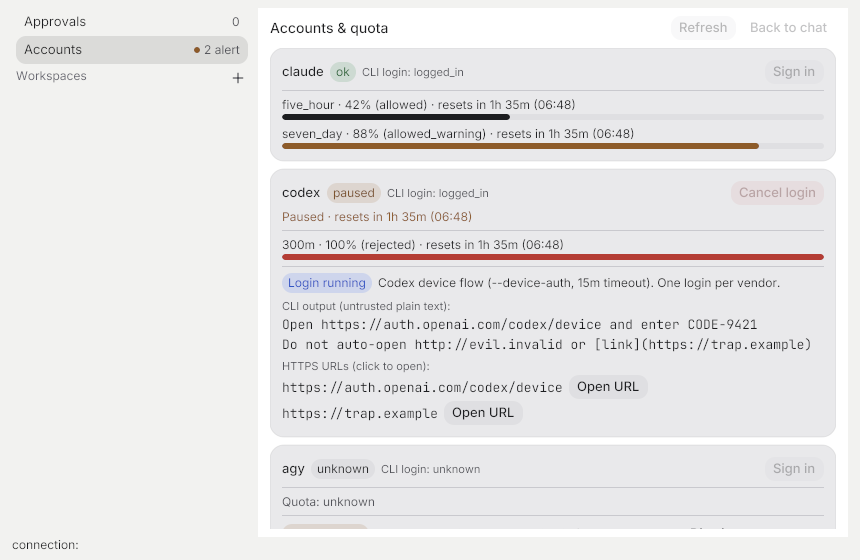 Approvals 0
Accounts 2 alert
Workspaces +
connection:
Accounts & quota Refresh Back to chat
claude ok CLI login: logged_in Sign in
five_hour · 42% (allowed) · resets in 1h 35m (06:48)
seven_day · 88% (allowed_warning) · resets in 1h 35m (06:48)
codex paused CLI login: logged_in Cancel login
Paused · resets in 1h 35m (06:48)
300m · 100% (rejected) · resets in 1h 35m (06:48)
Login running Codex device flow (--device-auth, 15m timeout). One login per vendor.
CLI output (untrusted plain text):
Open https://auth.openai.com/codex/device and enter CODE-9421
Do not auto-open http://evil.invalid or [link](https://trap.example)
HTTPS URLs (click to open):
https://auth.openai.com/codex/device Open URL
https://trap.example Open URL
agy unknown CLI login: unknown Sign in
Quota: unknown